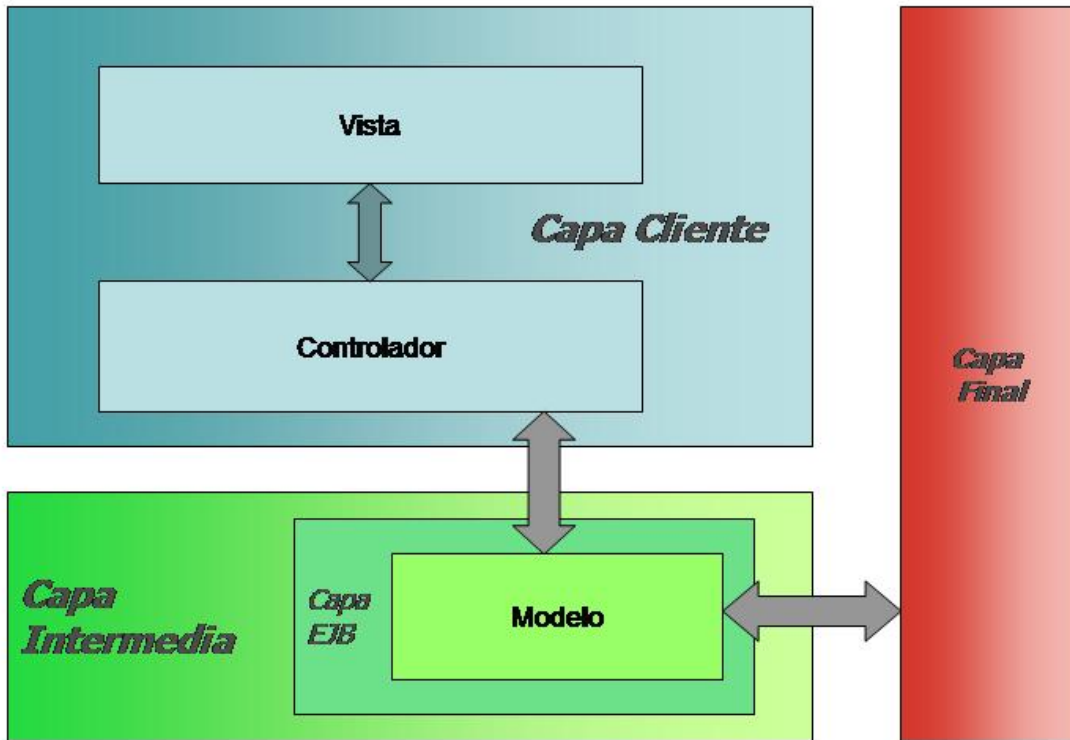 Vista
Capa Cliente
Controlador
Capa
Final
Capa
Intermedia
Capa
EJB
Modelo